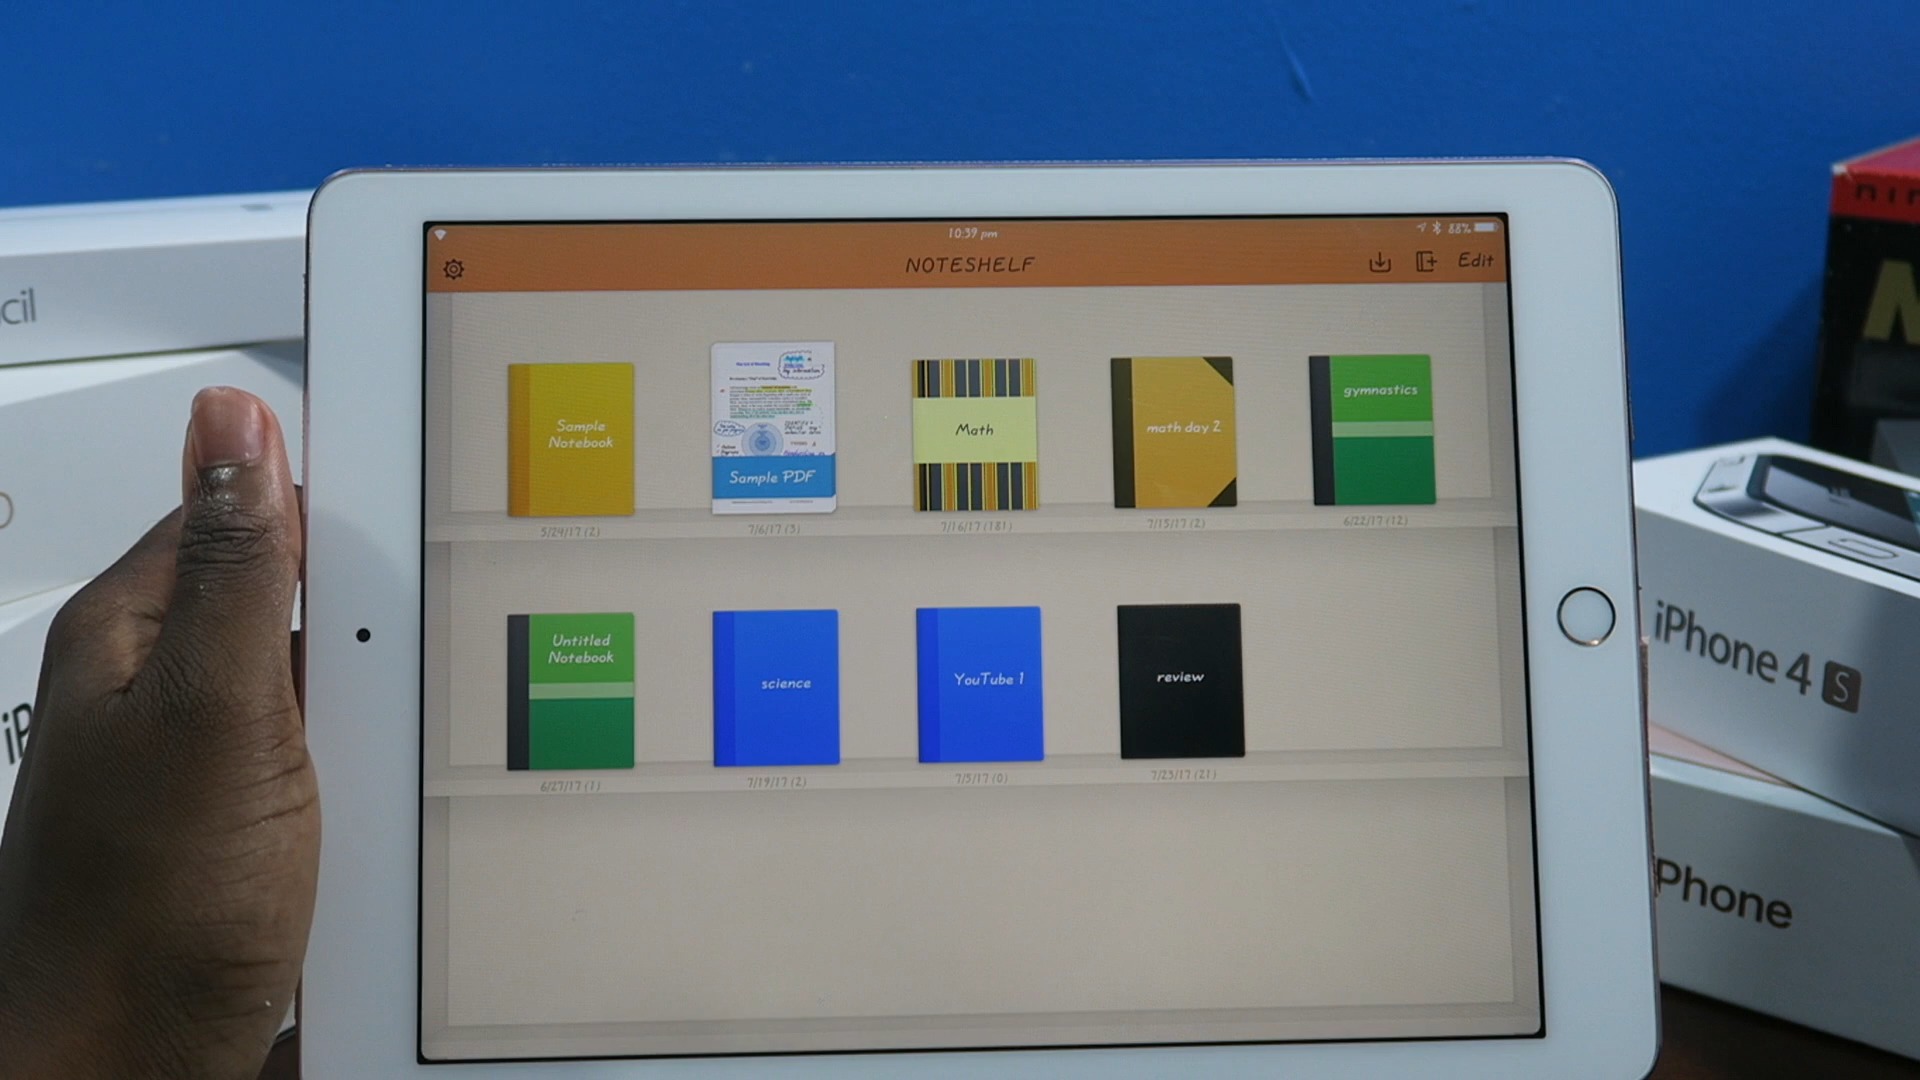 10:39 pm
88%
NOTESHELF
Edit
Sample
Notebook
Sample PDF
Math
math day 2
gymnastics
5/24/17 (2)
7/6/17 (3)
7/16/17 (181)
7/15/17 (2)
6/22/17 (12)
Untitled
Notebook
science
YouTube 1
review
6/27/17 (1)
7/19/17 (2)
7/5/17 (0)
7/23/17 (21)
cil
iP
iPhone 4 S
iPhone